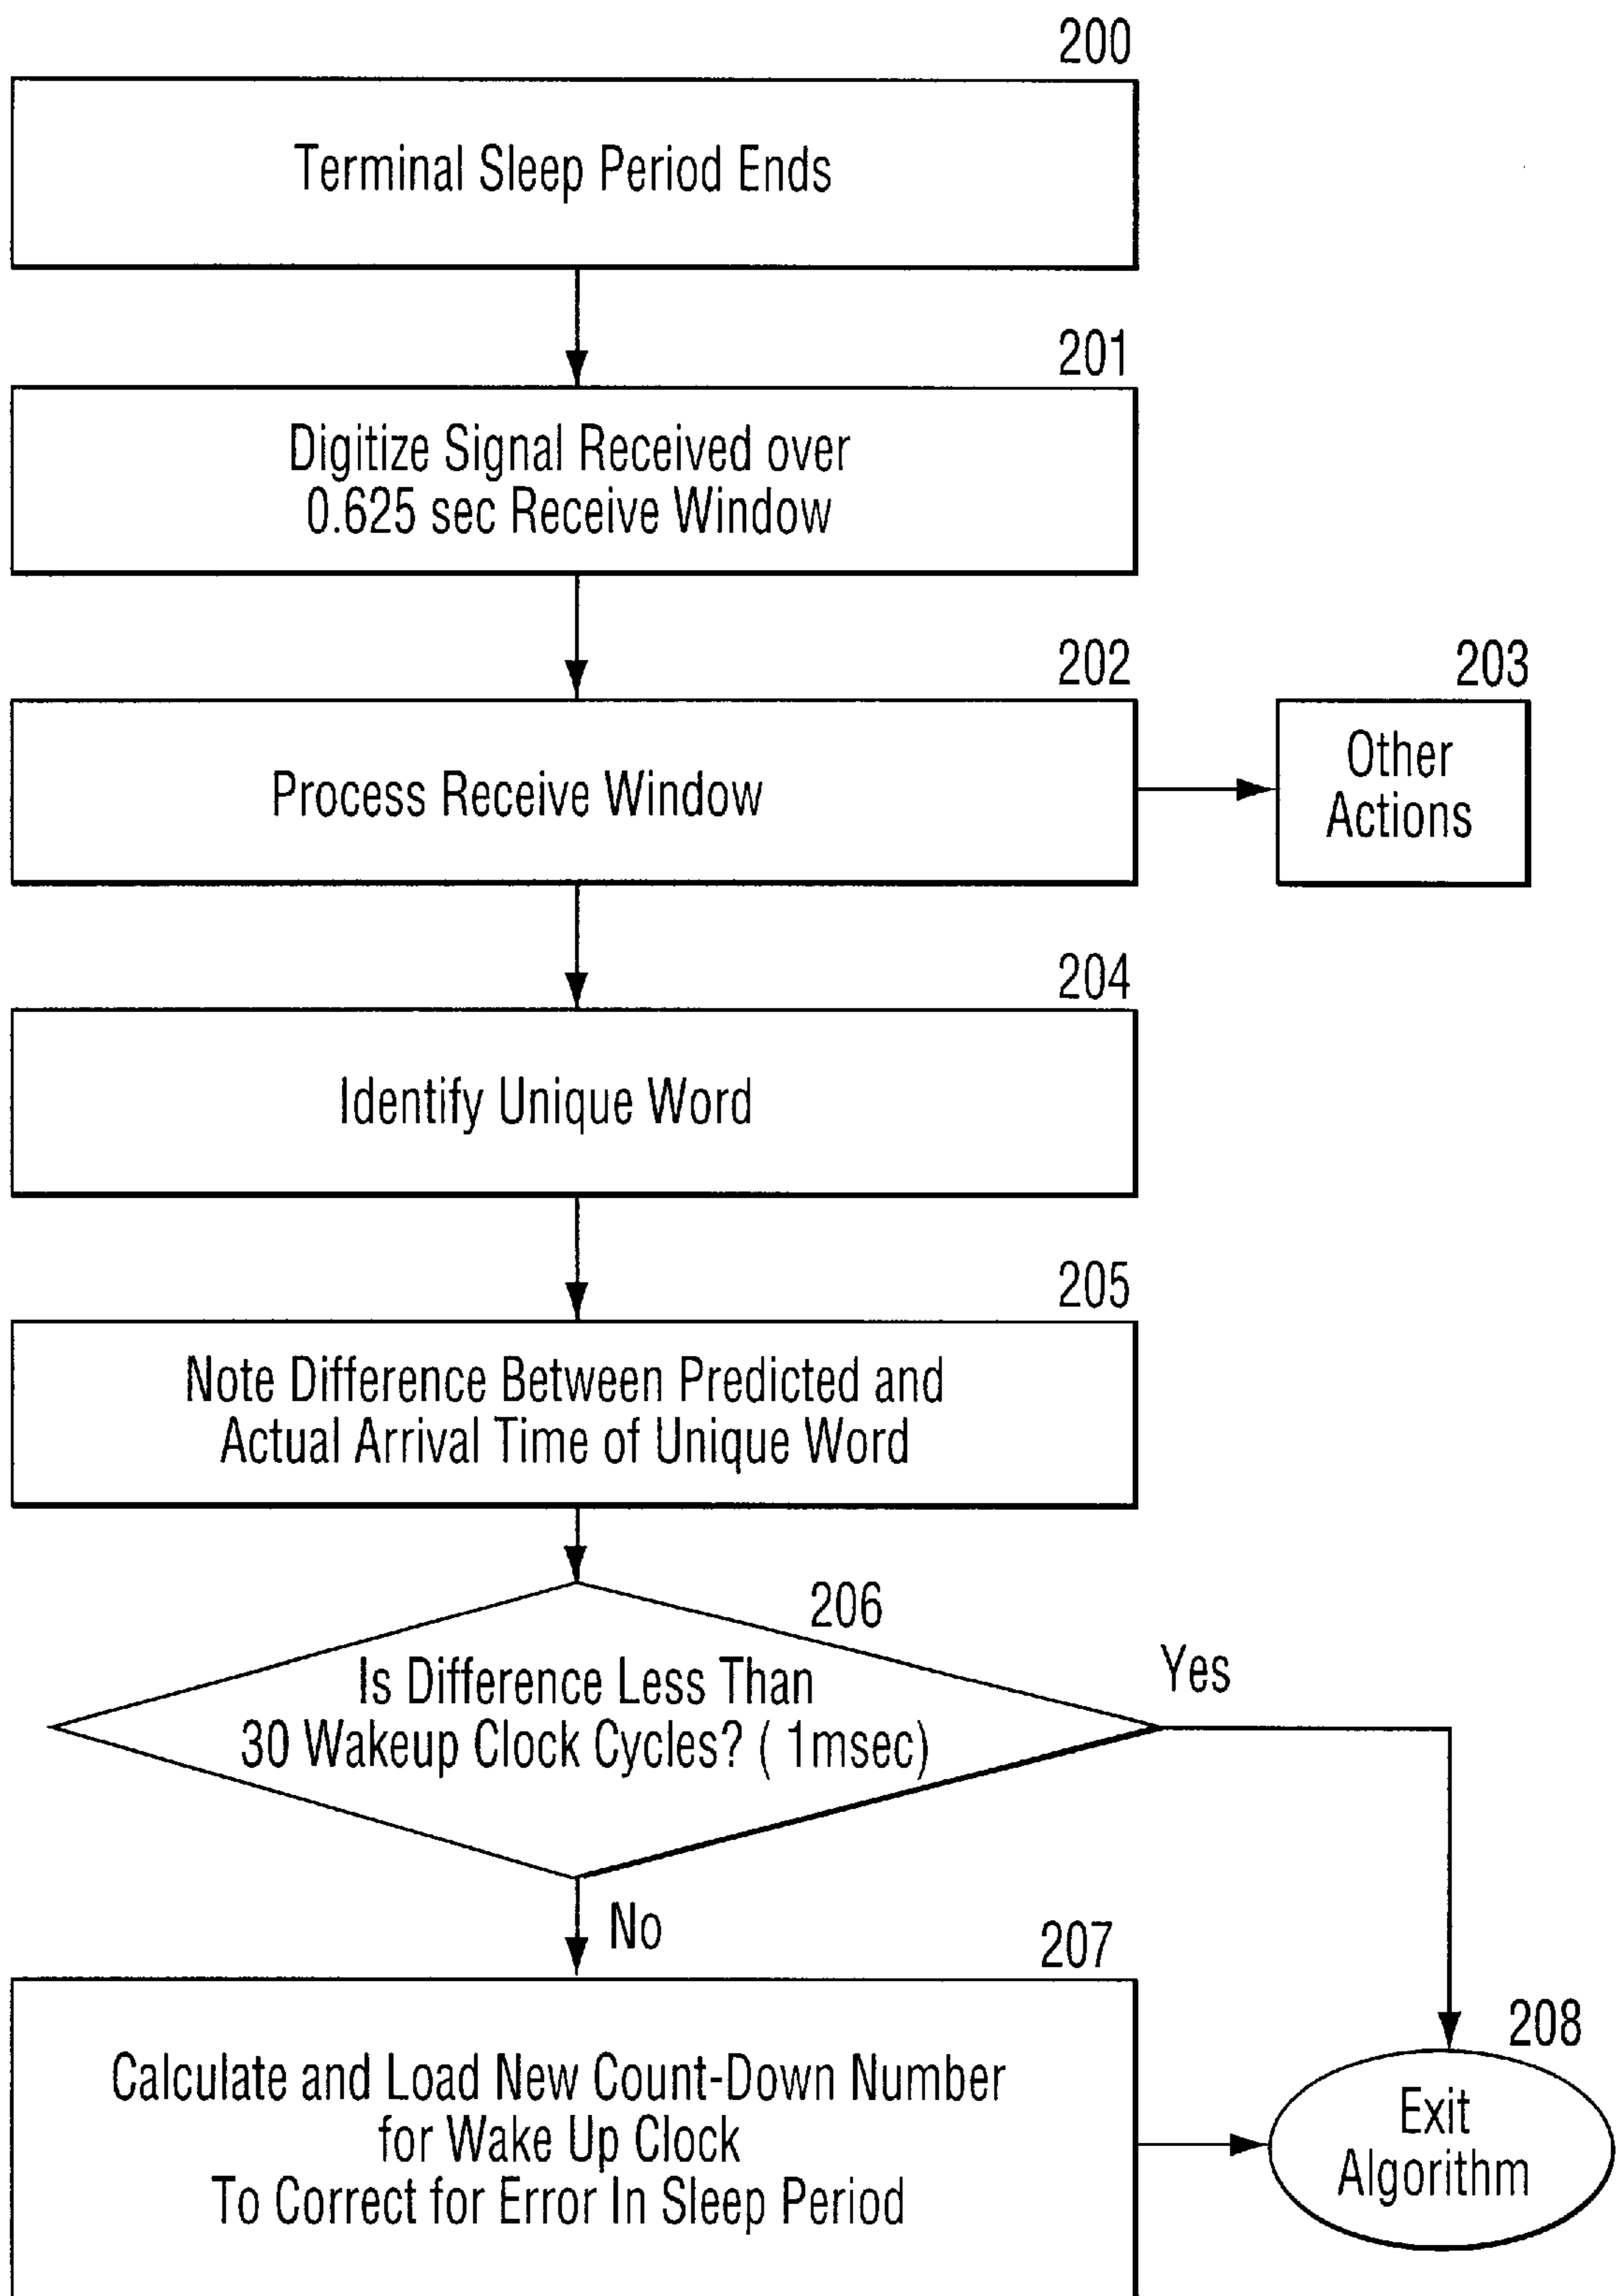 200
Terminal Sleep Period Ends
201
Digitize Signal Received over
0.625 sec Receive Window
202
Process Receive Window
203
Other
Actions
204
Identify Unique Word
205
Note Difference Between Predicted and
Actual Arrival Time of Unique Word
206
Is Difference Less Than
30 Wakeup Clock Cycles? ( 1msec)
Yes
No
207
Calculate and Load New Count-Down Number
for Wake Up Clock
To Correct for Error In Sleep Period
208
Exit
Algorithm